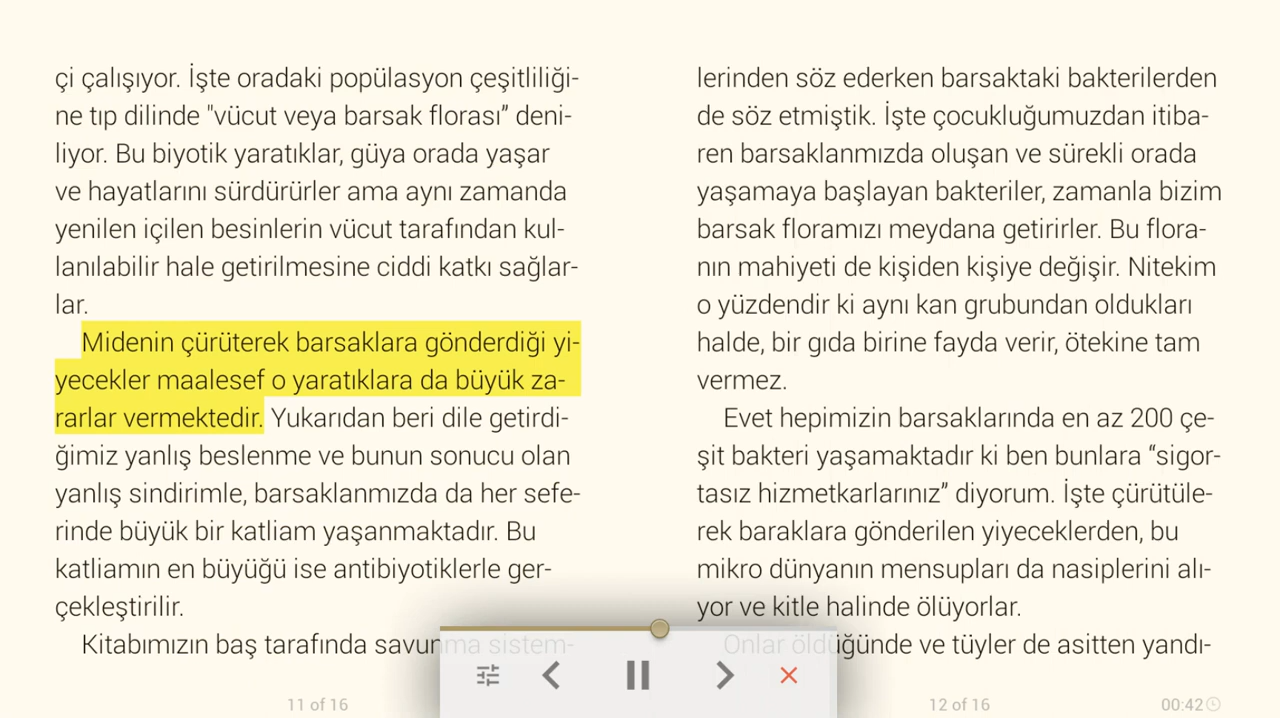 çi çalışıyor. İşte oradaki popülasyon çeşitliliği-
ne tıp dilinde "vücut veya barsak florası” deni-
liyor. Bu biyotik yaratıklar, güya orada yaşar
ve hayatlarını sürdürürler ama aynı zamanda
yenilen içilen besinlerin vücut tarafından kul-
lanılabilir hale getirilmesine ciddi katkı sağlar-
lar.
Midenin çürüterek barsaklara gönderdiği yi-
yecekler maalesef o yaratıklara da büyük za-
rarlar vermektedir. Yukarıdan beri dile getirdi-
ğimiz yanlış beslenme ve bunun sonucu olan
yanlış sindirimle, barsaklanmızda da her sefe-
rinde büyük bir katliam yaşanmaktadır. Bu
katliamın en büyüğü ise antibiyotiklerle ger-
çekleştirilir.
Kitabımızın baş tarafında savunma sistem-
11 of 16
lerinden söz ederken barsaktaki bakterilerden
de söz etmiştik. İşte çocukluğumuzdan itiba-
ren barsaklanmızda oluşan ve sürekli orada
yaşamaya başlayan bakteriler, zamanla bizim
barsak floramızı meydana getirirler. Bu flora-
nın mahiyeti de kişiden kişiye değişir. Nitekim
o yüzdendir ki aynı kan grubundan oldukları
halde, bir gıda birine fayda verir, ötekine tam
vermez.
Evet hepimizin barsaklarında en az 200 çe-
şit bakteri yaşamaktadır ki ben bunlara “sigor-
tasız hizmetkarlarınız” diyorum. İşte çürütüle-
rek baraklara gönderilen yiyeceklerden, bu
mikro dünyanın mensupları da nasiplerini alı-
yor ve kitle halinde ölüyorlar.
Onlar öldüğünde ve tüyler de asitten yandı-
12 of 16
00:42